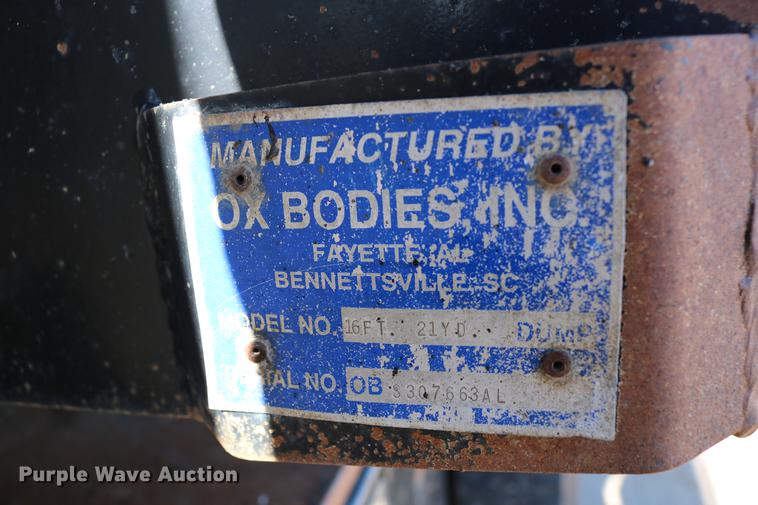 MANUFACTURED BY
OX BODIES, INC.
FAYETTE, AL
BENNETTSVILLE, SC
MODEL NO. 16FT. 21YD. DUMP
SERIAL NO. OB S307663AL
Purple Wave Auction